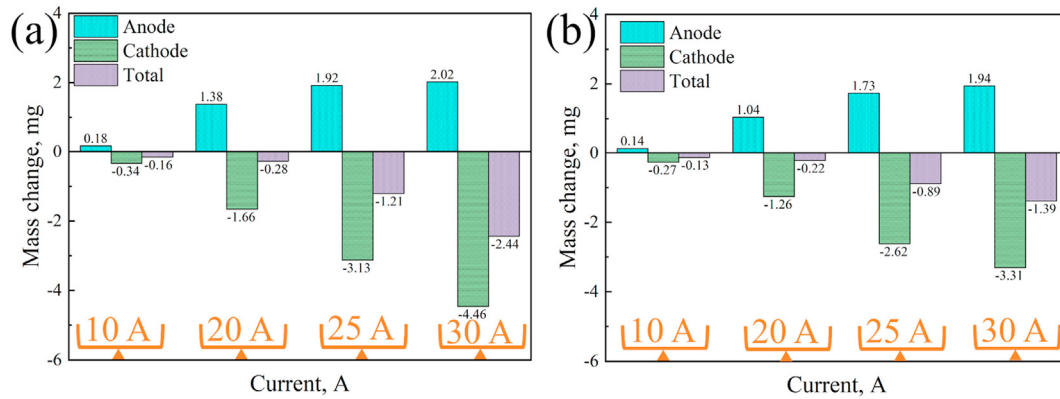 (a)
Anode
Cathode
Total
4
2
0
-2
-4
-6
Mass change, mg
0.18
-0.34
-0.16
1.38
-1.66
-0.28
1.92
-3.13
-1.21
2.02
-4.46
-2.44
10 A
20 A
25 A
30 A
Current, A
(b)
Anode
Cathode
Total
4
2
0
-2
-4
-6
Mass change, mg
0.14
-0.27
-0.13
1.04
-1.26
-0.22
1.73
-2.62
-0.89
1.94
-3.31
-1.39
10 A
20 A
25 A
30 A
Current, A